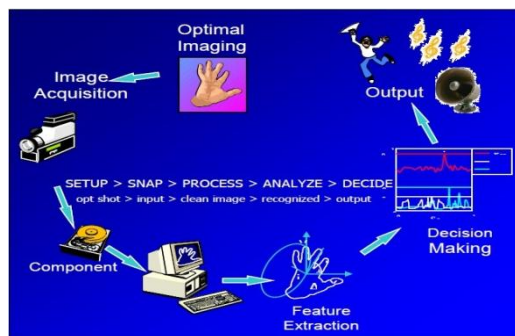 Optimal
Imaging
Image
Acquisition
Output
SETUP > SNAP > PROCESS > ANALYZE > DECIDE
opt shot > input > clean image > recognized > output
Component
Decision
Making
Feature
Extraction